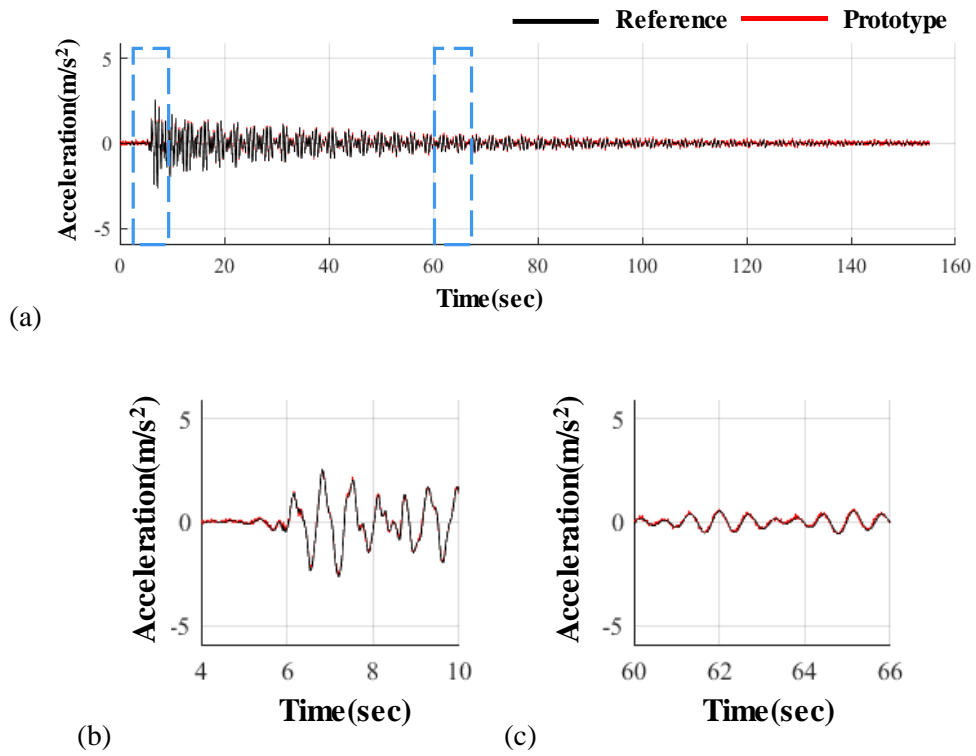 Reference Prototype
Acceleration(m/s²)
5
0
-5
0 20 40 60 80 100 120 140 160
Time(sec)
(a)
Acceleration(m/s²)
5
0
-5
4 6 8 10
Time(sec)
(b)
Acceleration(m/s²)
5
0
-5
60 62 64 66
Time(sec)
(c)